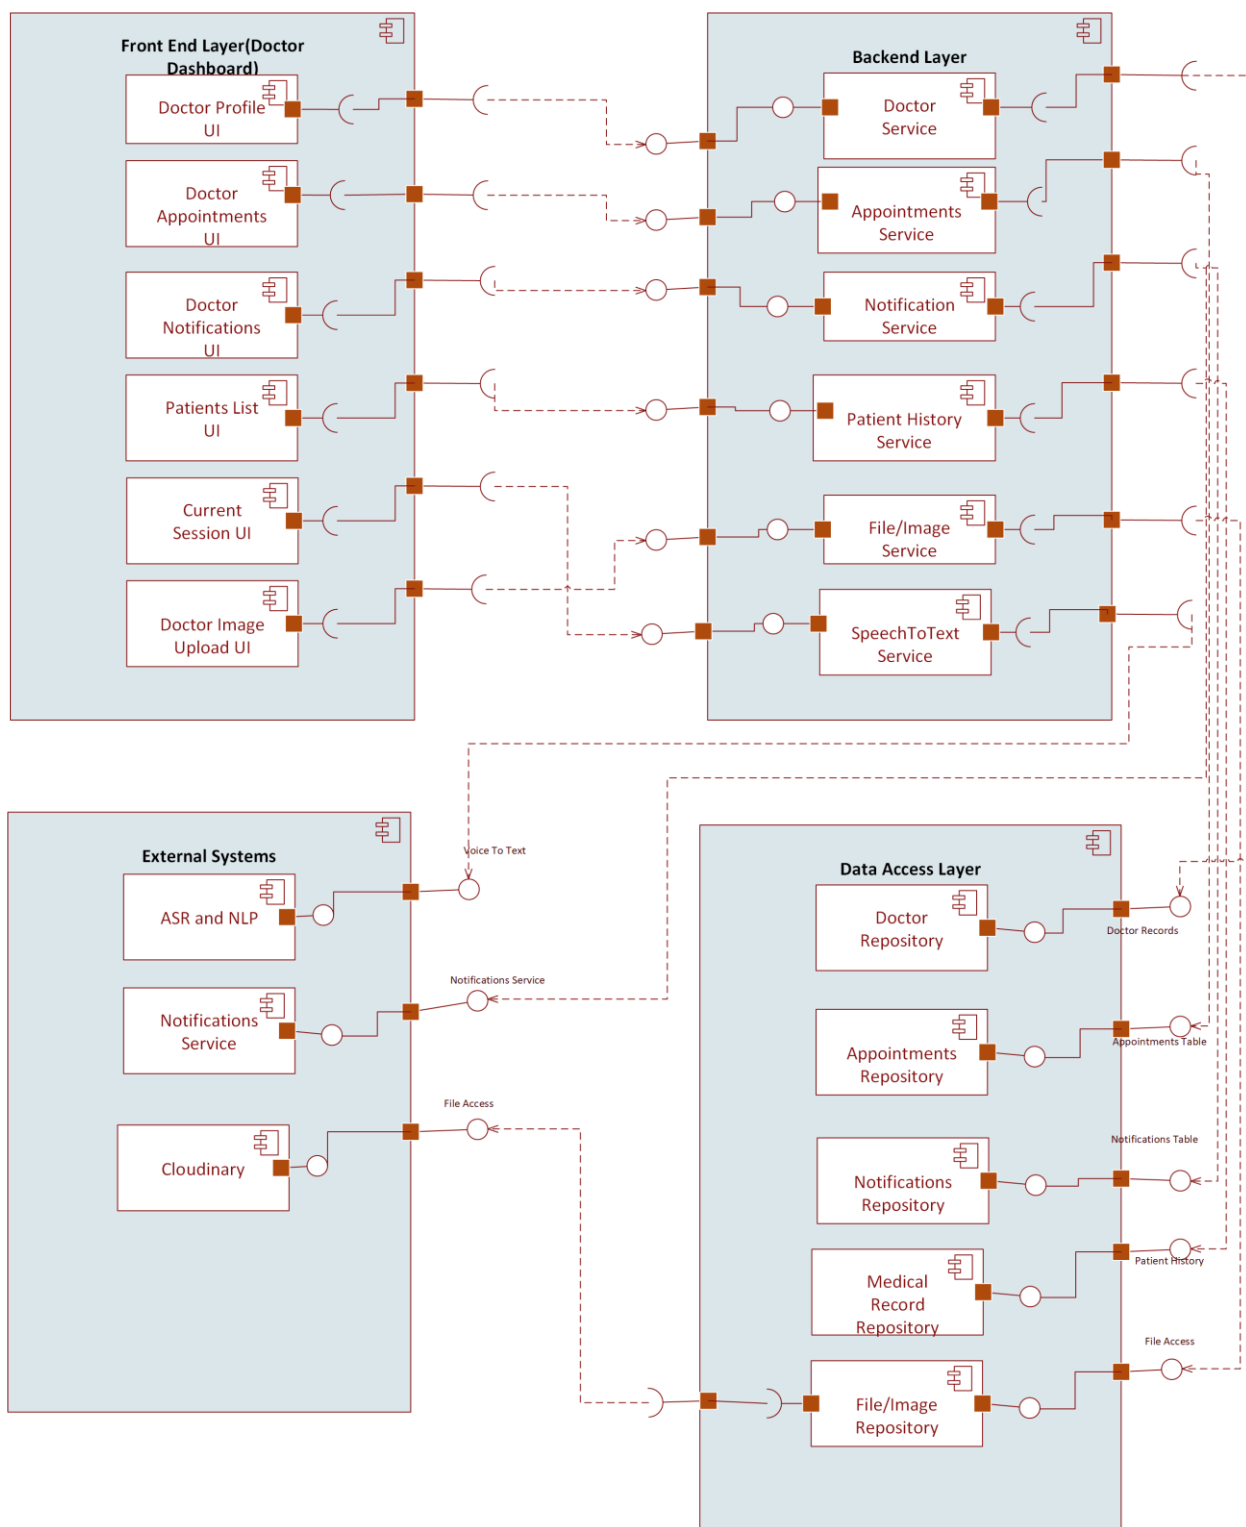 Front End Layer(Doctor
Dashboard)
Doctor Profile
UI
Doctor
Appointments
UI
Doctor
Notifications
UI
Patients List
UI
Current
Session UI
Doctor Image
Upload UI
Backend Layer
Doctor
Service
Appointments
Service
Notification
Service
Patient History
Service
File/Image
Service
SpeechToText
Service
External Systems
ASR and NLP
Notifications
Service
Cloudinary
Voice To Text
Notifications Service
File Access
Data Access Layer
Doctor
Repository
Appointments
Repository
Notifications
Repository
Medical
Record
Repository
File/Image
Repository
Doctor Records
Appointments Table
Notifications Table
Patient History
File Access